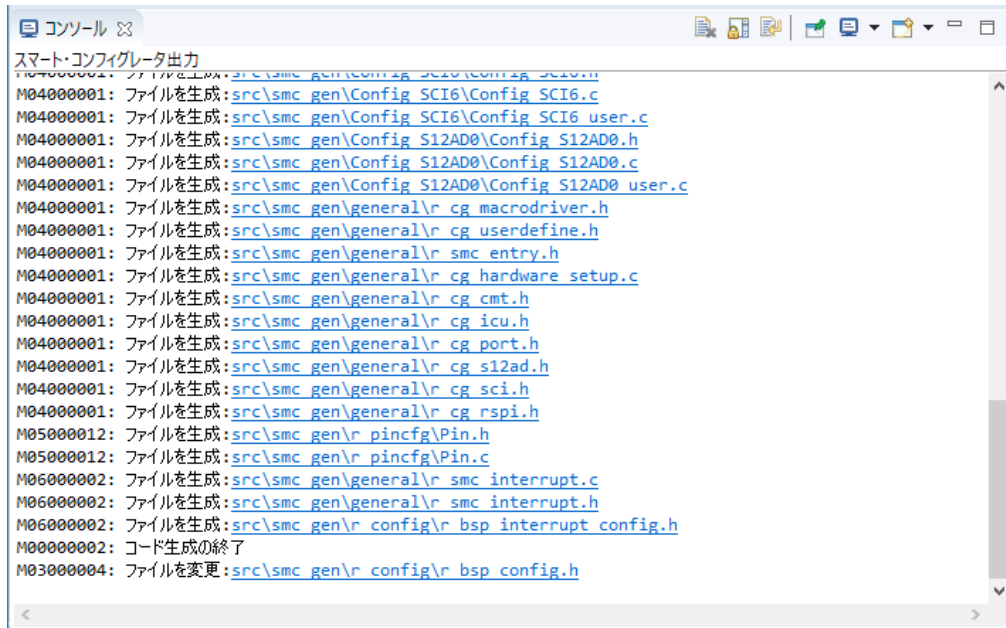 コンソール
スマート・コンフィグレータ出力
M04000001: ファイルを生成:src\smc_gen\Config_SCI6\Config_SCI6.h
M04000001: ファイルを生成:src\smc_gen\Config_SCI6\Config_SCI6.c
M04000001: ファイルを生成:src\smc_gen\Config_SCI6\Config_SCI6_user.c
M04000001: ファイルを生成:src\smc_gen\Config_S12AD0\Config_S12AD0.h
M04000001: ファイルを生成:src\smc_gen\Config_S12AD0\Config_S12AD0.c
M04000001: ファイルを生成:src\smc_gen\Config_S12AD0\Config_S12AD0_user.c
M04000001: ファイルを生成:src\smc_gen\general\r_cg_macrodriver.h
M04000001: ファイルを生成:src\smc_gen\general\r_cg_userdefine.h
M04000001: ファイルを生成:src\smc_gen\general\r_smc_entry.h
M04000001: ファイルを生成:src\smc_gen\general\r_cg_hardware_setup.c
M04000001: ファイルを生成:src\smc_gen\general\r_cg_cmt.h
M04000001: ファイルを生成:src\smc_gen\general\r_cg_icu.h
M04000001: ファイルを生成:src\smc_gen\general\r_cg_port.h
M04000001: ファイルを生成:src\smc_gen\general\r_cg_s12ad.h
M04000001: ファイルを生成:src\smc_gen\general\r_cg_sci.h
M04000001: ファイルを生成:src\smc_gen\general\r_cg_rspi.h
M05000012: ファイルを生成:src\smc_gen\r_pincfg\Pin.h
M05000012: ファイルを生成:src\smc_gen\r_pincfg\Pin.c
M06000002: ファイルを生成:src\smc_gen\general\r_smc_interrupt.c
M06000002: ファイルを生成:src\smc_gen\general\r_smc_interrupt.h
M06000002: ファイルを生成:src\smc_gen\r_config\r_bsp_interrupt_config.h
M00000002: コード生成の終了
M03000004: ファイルを変更:src\smc_gen\r_config\r_bsp_config.h